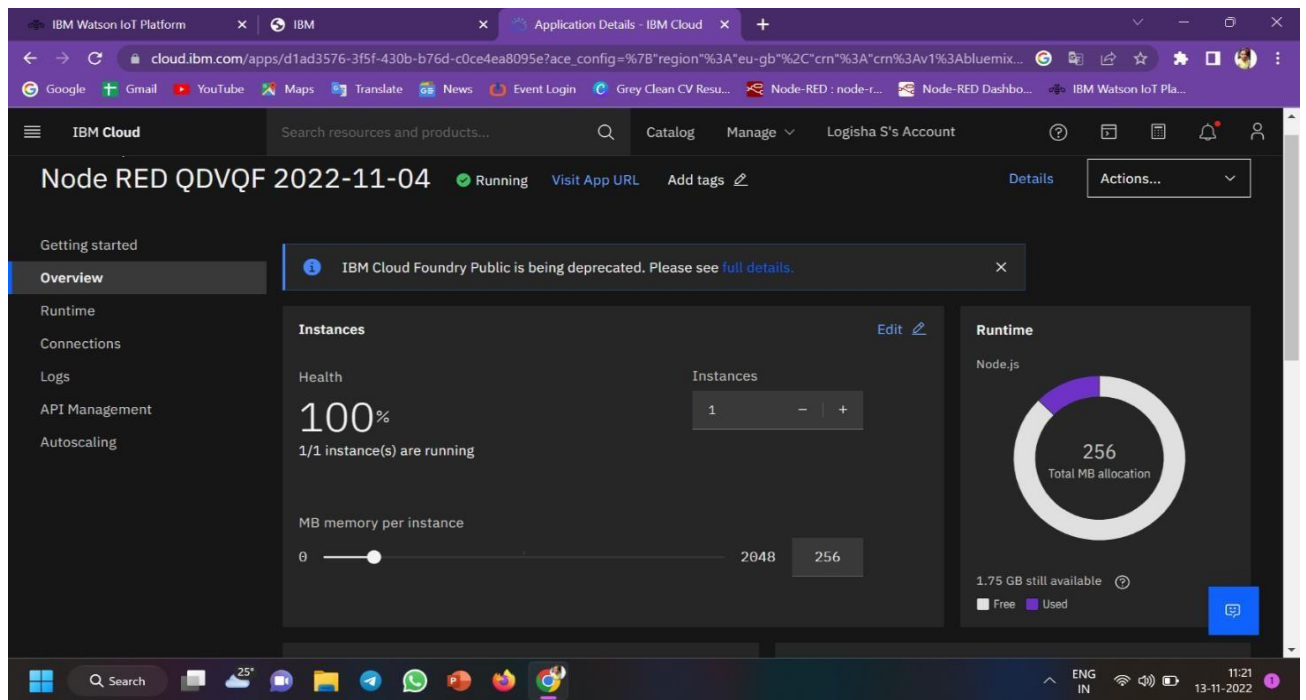 IBM Watson IoT Platform
IBM
Application Details - IBM Cloud
cloud.ibm.com/apps/d1ad3576-3f5f-430b-b76d-c0ce4ea8095e?ace_config=%7B"region"%3A"eu-gb"%2C"crn"%3A"crn%3Av1%3Abluemix...
Google Gmail YouTube Maps Translate News Event Login Grey Clean CV Resu... Node-RED : node-r... Node-RED Dashbo... IBM Watson IoT Pla...
IBM Cloud Search resources and products... Catalog Manage Logisha S's Account
Node RED QDVQF 2022-11-04 Running Visit App URL Add tags Details Actions...
Getting started
Overview
Runtime
Connections
Logs
API Management
Autoscaling
IBM Cloud Foundry Public is being deprecated. Please see full details.
Instances Edit
Health
100%
1/1 instance(s) are running
Instances
1 - +
MB memory per instance
0 2048 256
Runtime
Node.js
256
Total MB allocation
1.75 GB still available
Free Used
Search
25°
ENG
IN
11:21
13-11-2022
1